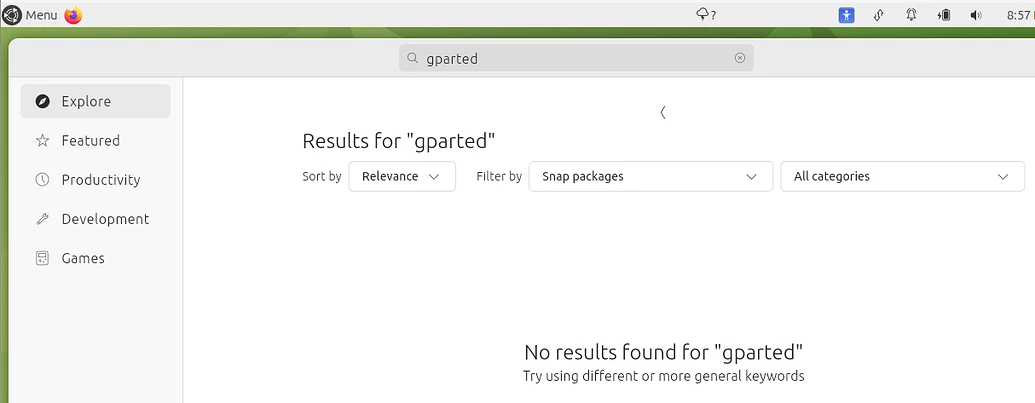 Menu ? 8:57
gparted
Explore
Featured
Productivity
Development
Games
Results for "gparted"
Sort by Relevance Filter by Snap packages All categories
No results found for "gparted"
Try using different or more general keywords